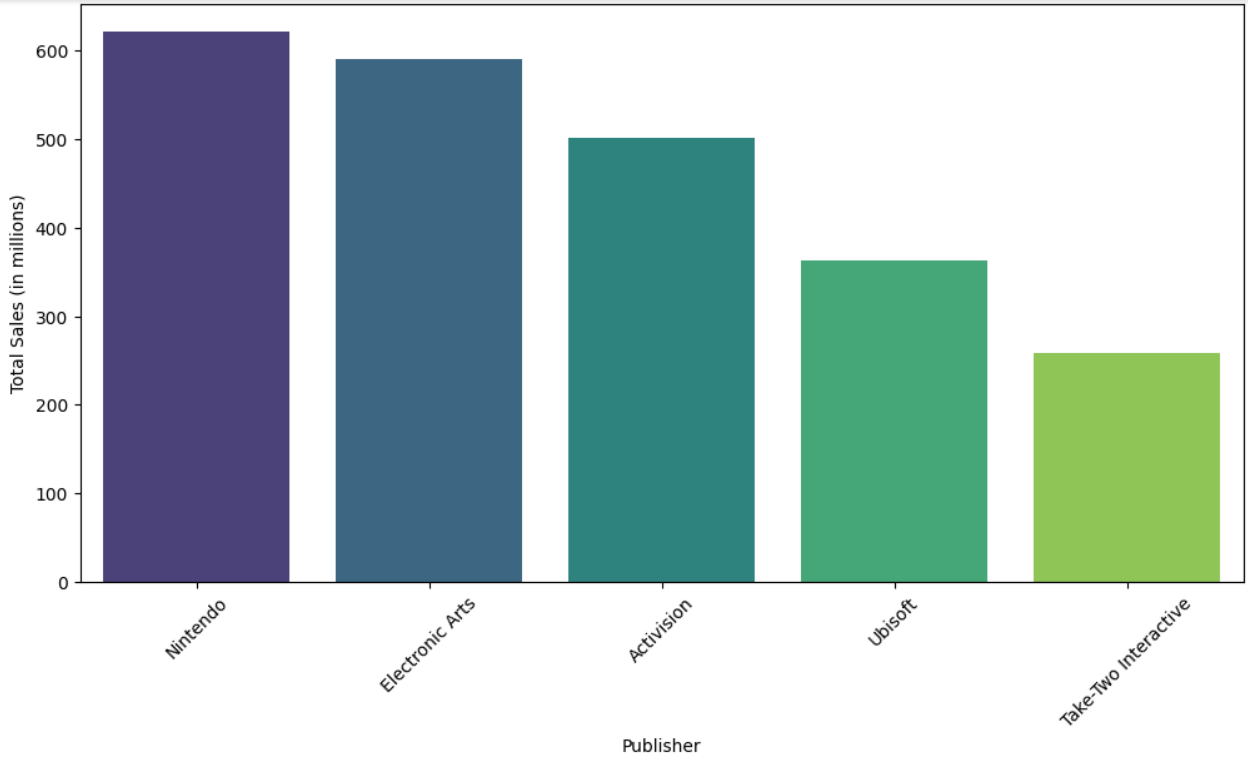 Total Sales (in millions)
600
500
400
300
200
100
0
Nintendo
Electronic Arts
Activision
Ubisoft
Take-Two Interactive
Publisher